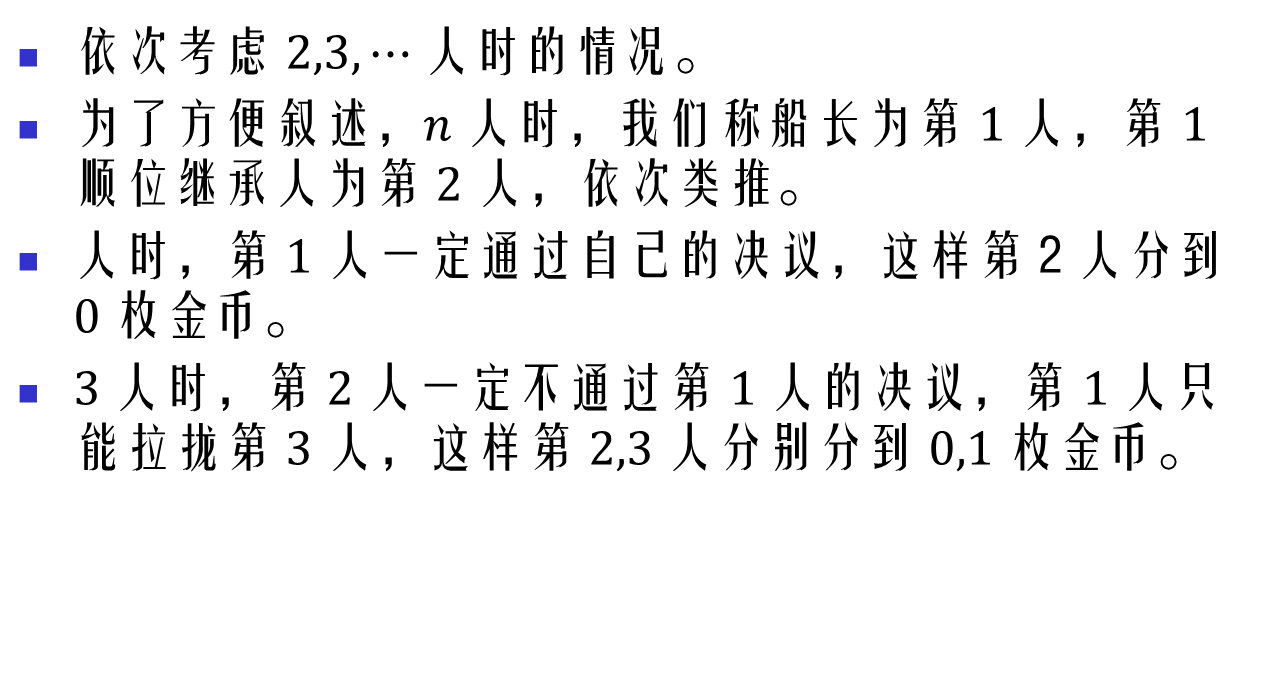 依次考虑 2,3,⋯ 人时的情况。
为了方便叙述，n 人时，我们称船长为第 1 人，第 1
顺位继承人为第 2 人，依次类推。
人时，第 1 人一定通过自己的决议，这样第 2 人分到
0 枚金币。
3 人时，第 2 人一定不通过第 1 人的决议，第 1 人只
能拉拢第 3 人，这样第 2,3 人分别分到 0,1 枚金币。